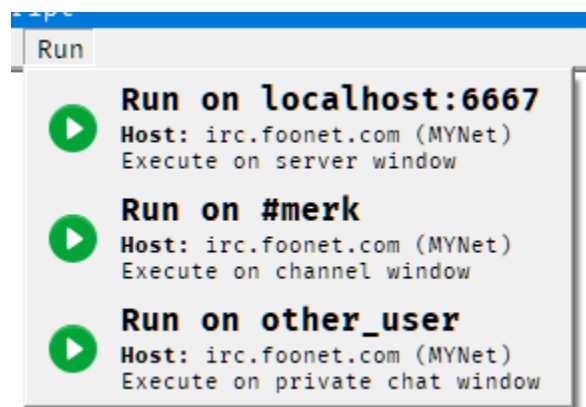 Run
Run on localhost:6667
Host: irc.foonet.com (MYNet)
Execute on server window
Run on #merk
Host: irc.foonet.com (MYNet)
Execute on channel window
Run on other_user
Host: irc.foonet.com (MYNet)
Execute on private chat window